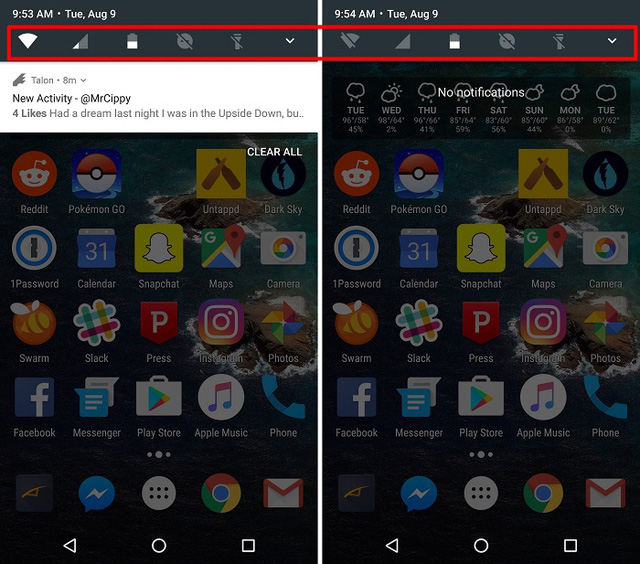 9:53 AM • Tue, Aug 9
Talon • 8m
New Activity - @MrCippy
4 Likes Had a dream last night I was in the Upside Down, bu..
CLEAR ALL
Reddit Pokémon GO Untappd Dark Sky
31
1Password Calendar Snapchat Maps Camera
Swarm Slack Press Instagram Photos
Facebook Messenger Play Store Apple Music Phone
9:54 AM • Tue, Aug 9
No notifications
TUE WED THU FRI SAT SUN MON TUE
96°/58° 98°/64° 96°/66° 85°/64° 83°/60° 85°/60° 86°/58° 89°/62°
45% 2% 41% 59% 56% 44% 0% 0%
Reddit Pokémon GO Untappd Dark Sky
31
1Password Calendar Snapchat Maps Camera
Swarm Slack Press Instagram Photos
Facebook Messenger Play Store Apple Music Phone